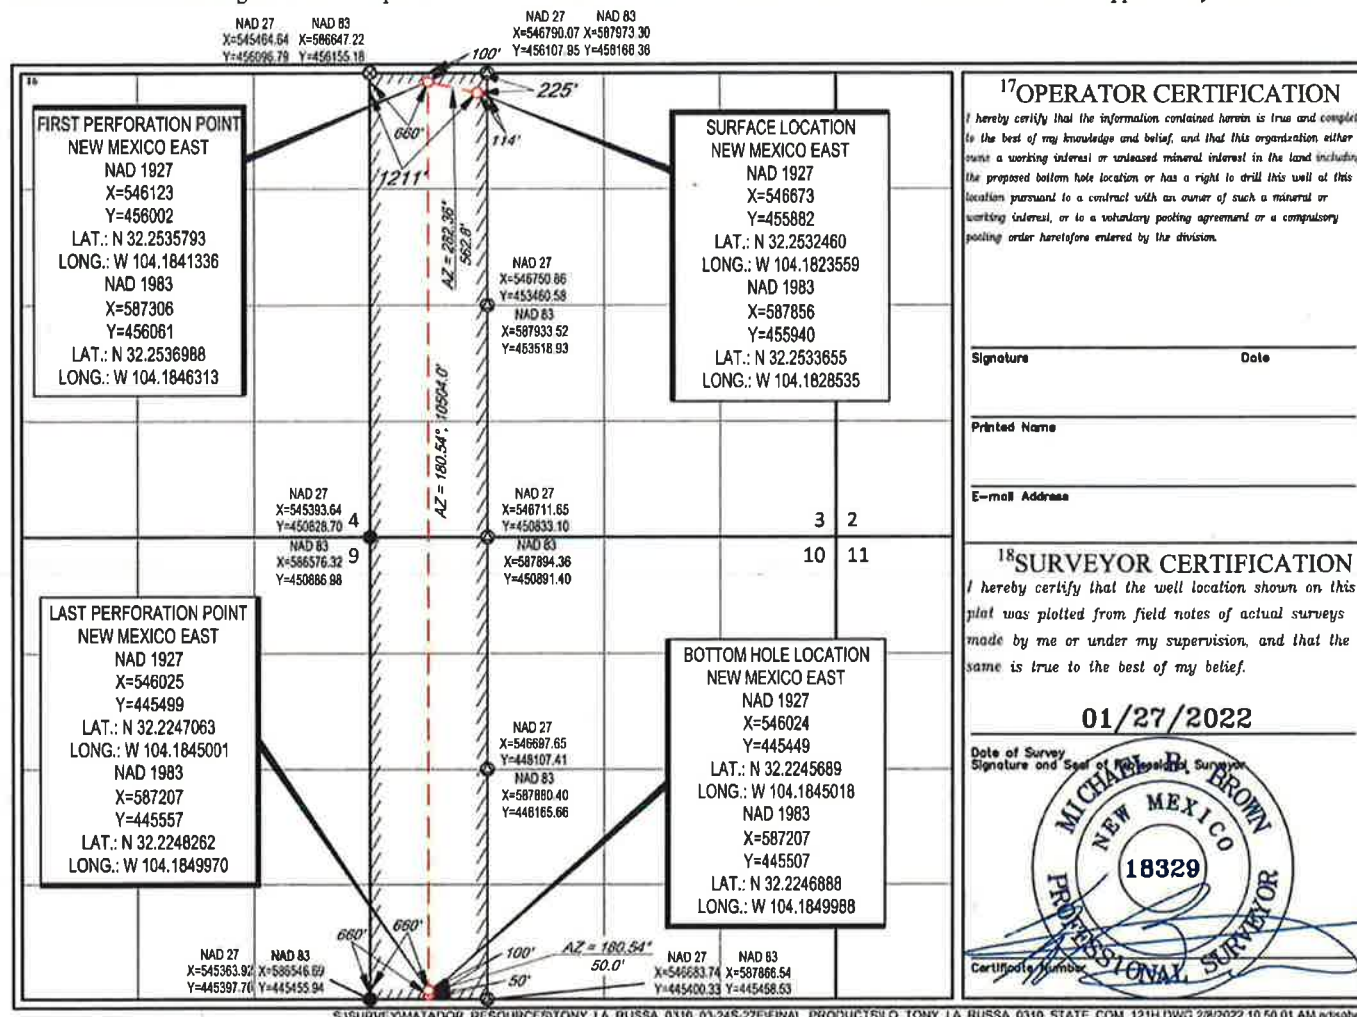 NAD 27 NAD 83
X=545464.64 X=586647.22
Y=456096.79 Y=456155.18
NAD 27 NAD 83
X=546790.07 X=587973.30
Y=456107.95 Y=456166.36
100'
225'
660'
114'
1211'
AZ = 282.36°
562.8'
FIRST PERFORATION POINT
NEW MEXICO EAST
NAD 1927
X=546123
Y=456002
LAT.: N 32.2535793
LONG.: W 104.1841336
NAD 1983
X=587306
Y=456061
LAT.: N 32.2536988
LONG.: W 104.1846313
SURFACE LOCATION
NEW MEXICO EAST
NAD 1927
X=546673
Y=455882
LAT.: N 32.2532460
LONG.: W 104.1823559
NAD 1983
X=587856
Y=455940
LAT.: N 32.2533655
LONG.: W 104.1828535
NAD 27
X=546750.86
Y=453460.58
NAD 83
X=587933.52
Y=453518.93
AZ = 180.54°, 10504.0'
NAD 27
X=545393.64
Y=450828.70
NAD 83
X=586576.32
Y=450886.98
NAD 27
X=546711.65
Y=450833.10
NAD 83
X=587894.36
Y=450891.40
4
9
3 2
10 11
LAST PERFORATION POINT
NEW MEXICO EAST
NAD 1927
X=546025
Y=445499
LAT.: N 32.2247063
LONG.: W 104.1845001
NAD 1983
X=587207
Y=445557
LAT.: N 32.2248262
LONG.: W 104.1849970
BOTTOM HOLE LOCATION
NEW MEXICO EAST
NAD 1927
X=546024
Y=445449
LAT.: N 32.2245689
LONG.: W 104.1845018
NAD 1983
X=587207
Y=445507
LAT.: N 32.2246888
LONG.: W 104.1849988
NAD 27
X=546697.65
Y=448107.41
NAD 83
X=587880.40
Y=448165.66
660'
660'
100'
50'
AZ = 180.54°
50.0'
NAD 27 NAD 83
X=545363.92 X=586546.69
Y=445397.70 Y=445455.94
NAD 27 NAD 83
X=546683.74 X=587866.54
Y=445400.33 Y=445458.53
17OPERATOR CERTIFICATION
I hereby certify that the information contained herein is true and complete
to the best of my knowledge and belief, and that this organization either
owns a working interest or unleased mineral interest in the land including
the proposed bottom hole location or has a right to drill this well at this
location pursuant to a contract with an owner of such a mineral or
working interest, or to a voluntary pooling agreement or a compulsory
pooling order heretofore entered by the division.
Signature Date
Printed Name
E-mail Address
18SURVEYOR CERTIFICATION
I hereby certify that the well location shown on this
plat was plotted from field notes of actual surveys
made by me or under my supervision, and that the
same is true to the best of my belief.
01/27/2022
Date of Survey
Signature and Seal of Professional Surveyor
MICHAEL B. BROWN
NEW MEXICO
18329
PROFESSIONAL SURVEYOR
Certificate Number